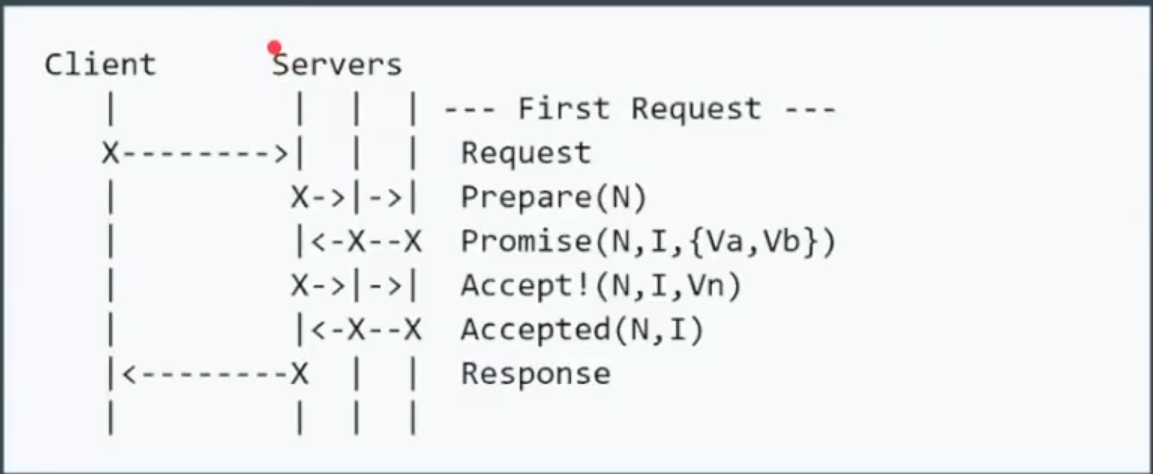 Client      Servers
   |         |  |  | --- First Request ---
   X-------->|  |  |  Request
   |         X->|->|  Prepare(N)
   |         |<-X--X  Promise(N,I,{Va,Vb})
   |         X->|->|  Accept!(N,I,Vn)
   |         |<-X--X  Accepted(N,I)
   |<--------X  |  |  Response
   |         |  |  |